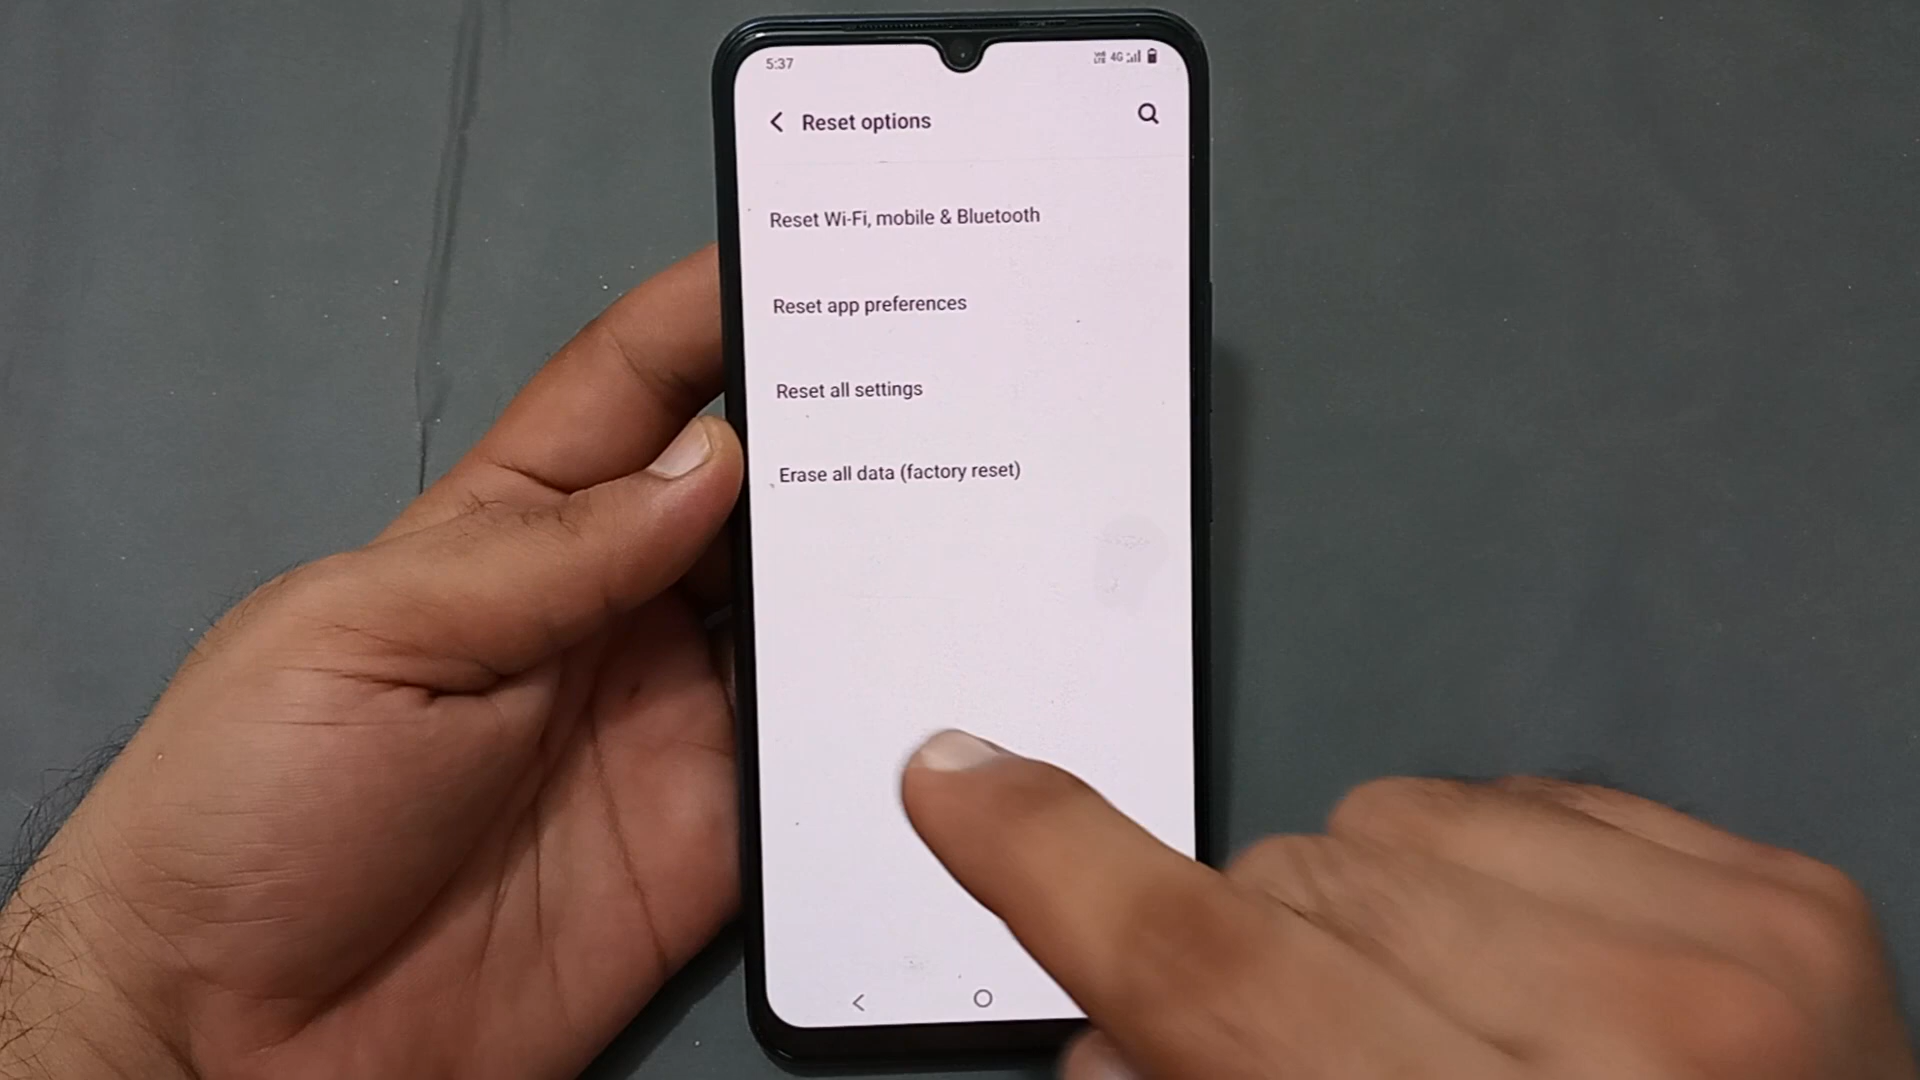 5:37
4G
Reset options
Reset Wi-Fi, mobile & Bluetooth
Reset app preferences
Reset all settings
Erase all data (factory reset)